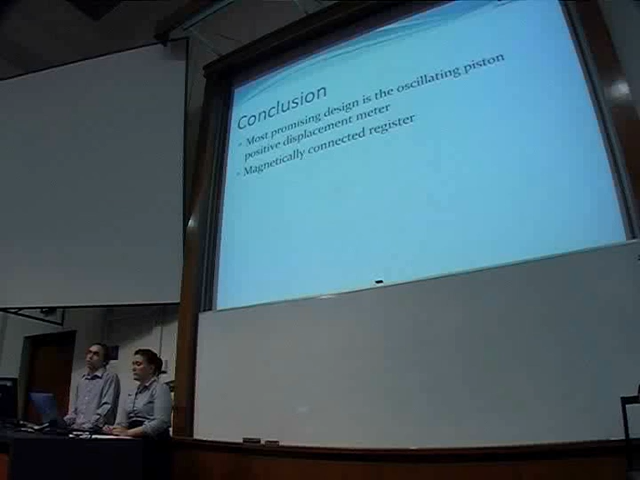 Conclusion
Most promising design is the oscillating piston
positive displacement meter
Magnetically connected register